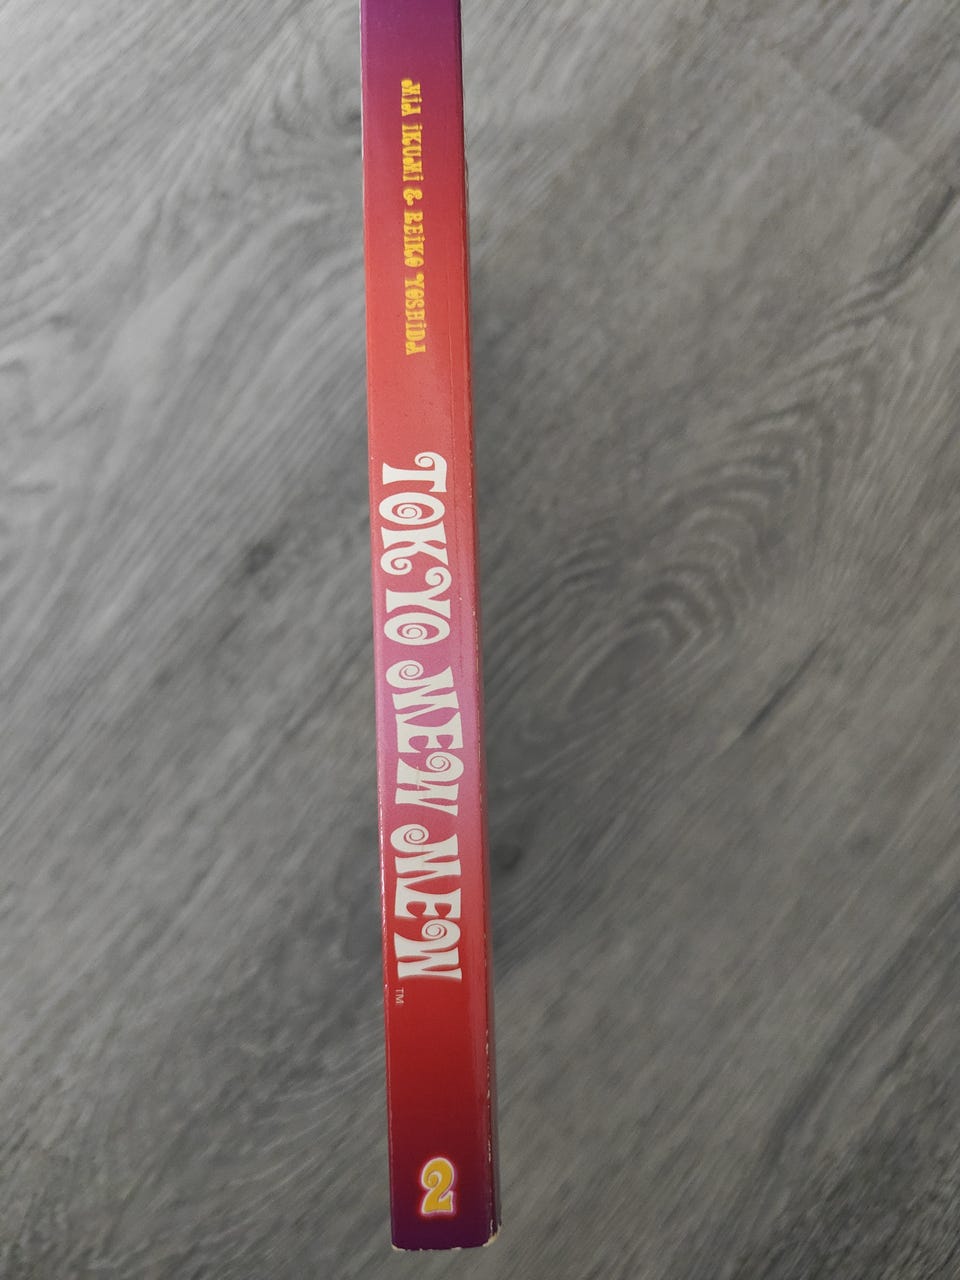 MIA IKUMI & REIKO YOSHIDA
TOKYO MEW MEW ™
2